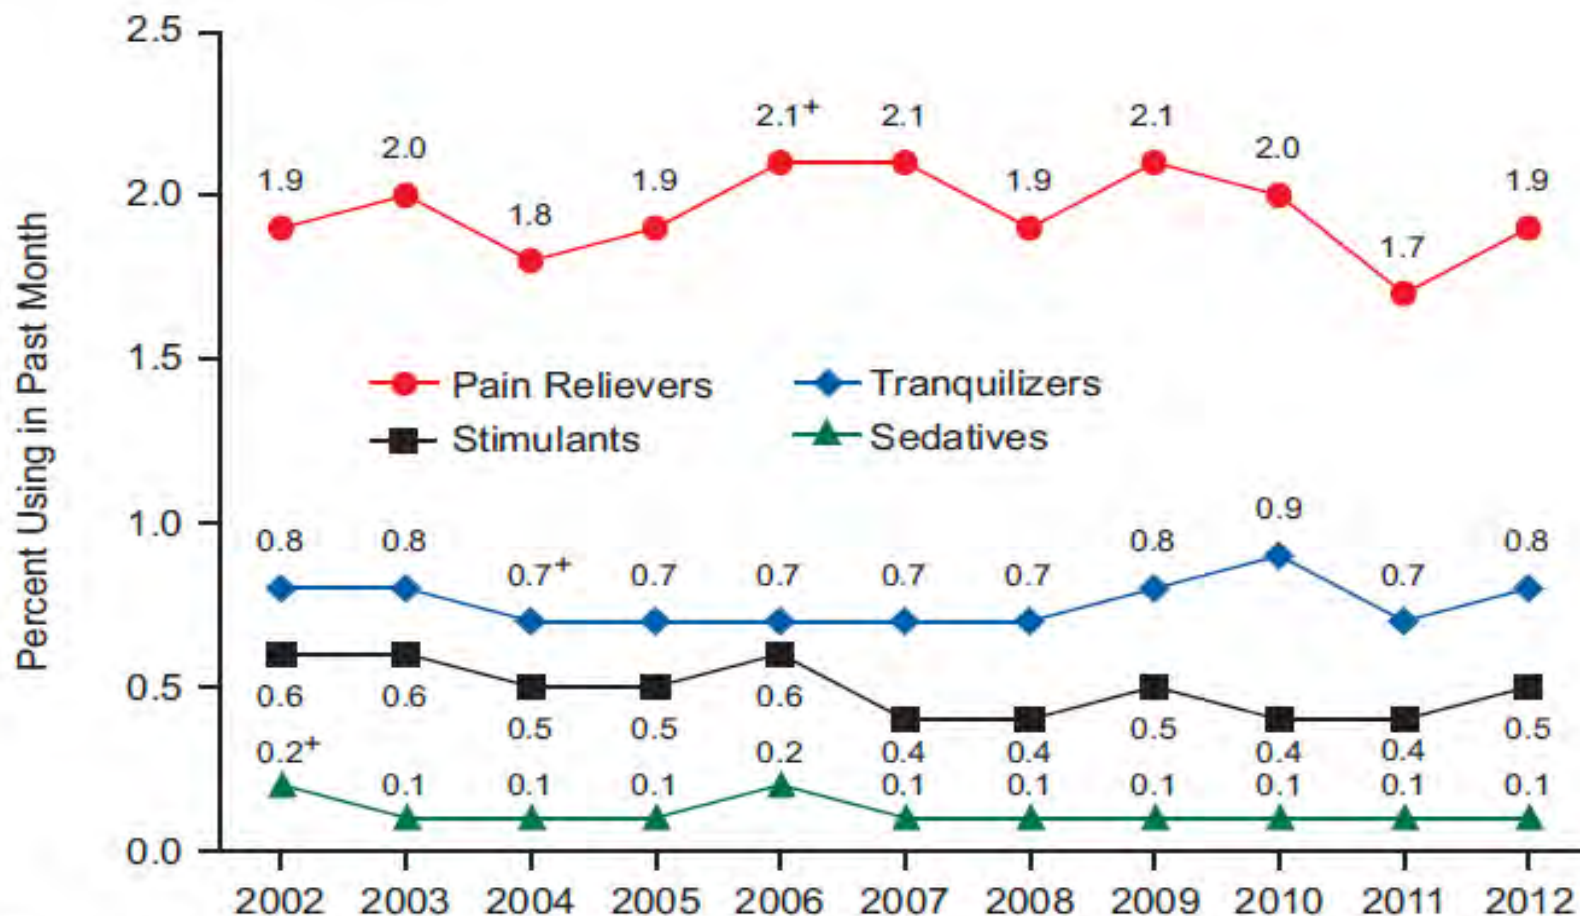 2.5
2.0
1.5
1.0
0.5
0.0
Percent Using in Past Month
1.9 2.0 1.8 1.9 2.1+ 2.1 1.9 2.1 2.0 1.7 1.9
Pain Relievers Tranquilizers
Stimulants Sedatives
0.8 0.8 0.7+ 0.7 0.7 0.7 0.7 0.8 0.9 0.7 0.8
0.6 0.6 0.5 0.5 0.6 0.4 0.4 0.5 0.4 0.4 0.5
0.2+ 0.1 0.1 0.1 0.2 0.1 0.1 0.1 0.1 0.1 0.1
2002 2003 2004 2005 2006 2007 2008 2009 2010 2011 2012